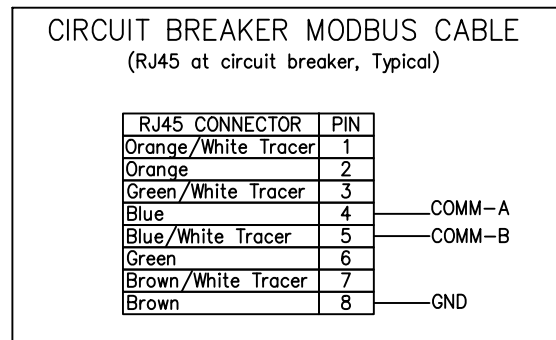 CIRCUIT BREAKER MODBUS CABLE
(RJ45 at circuit breaker, Typical)
RJ45 CONNECTOR PIN
Orange/White Tracer 1
Orange 2
Green/White Tracer 3
Blue 4 COMM-A
Blue/White Tracer 5 COMM-B
Green 6
Brown/White Tracer 7
Brown 8 GND